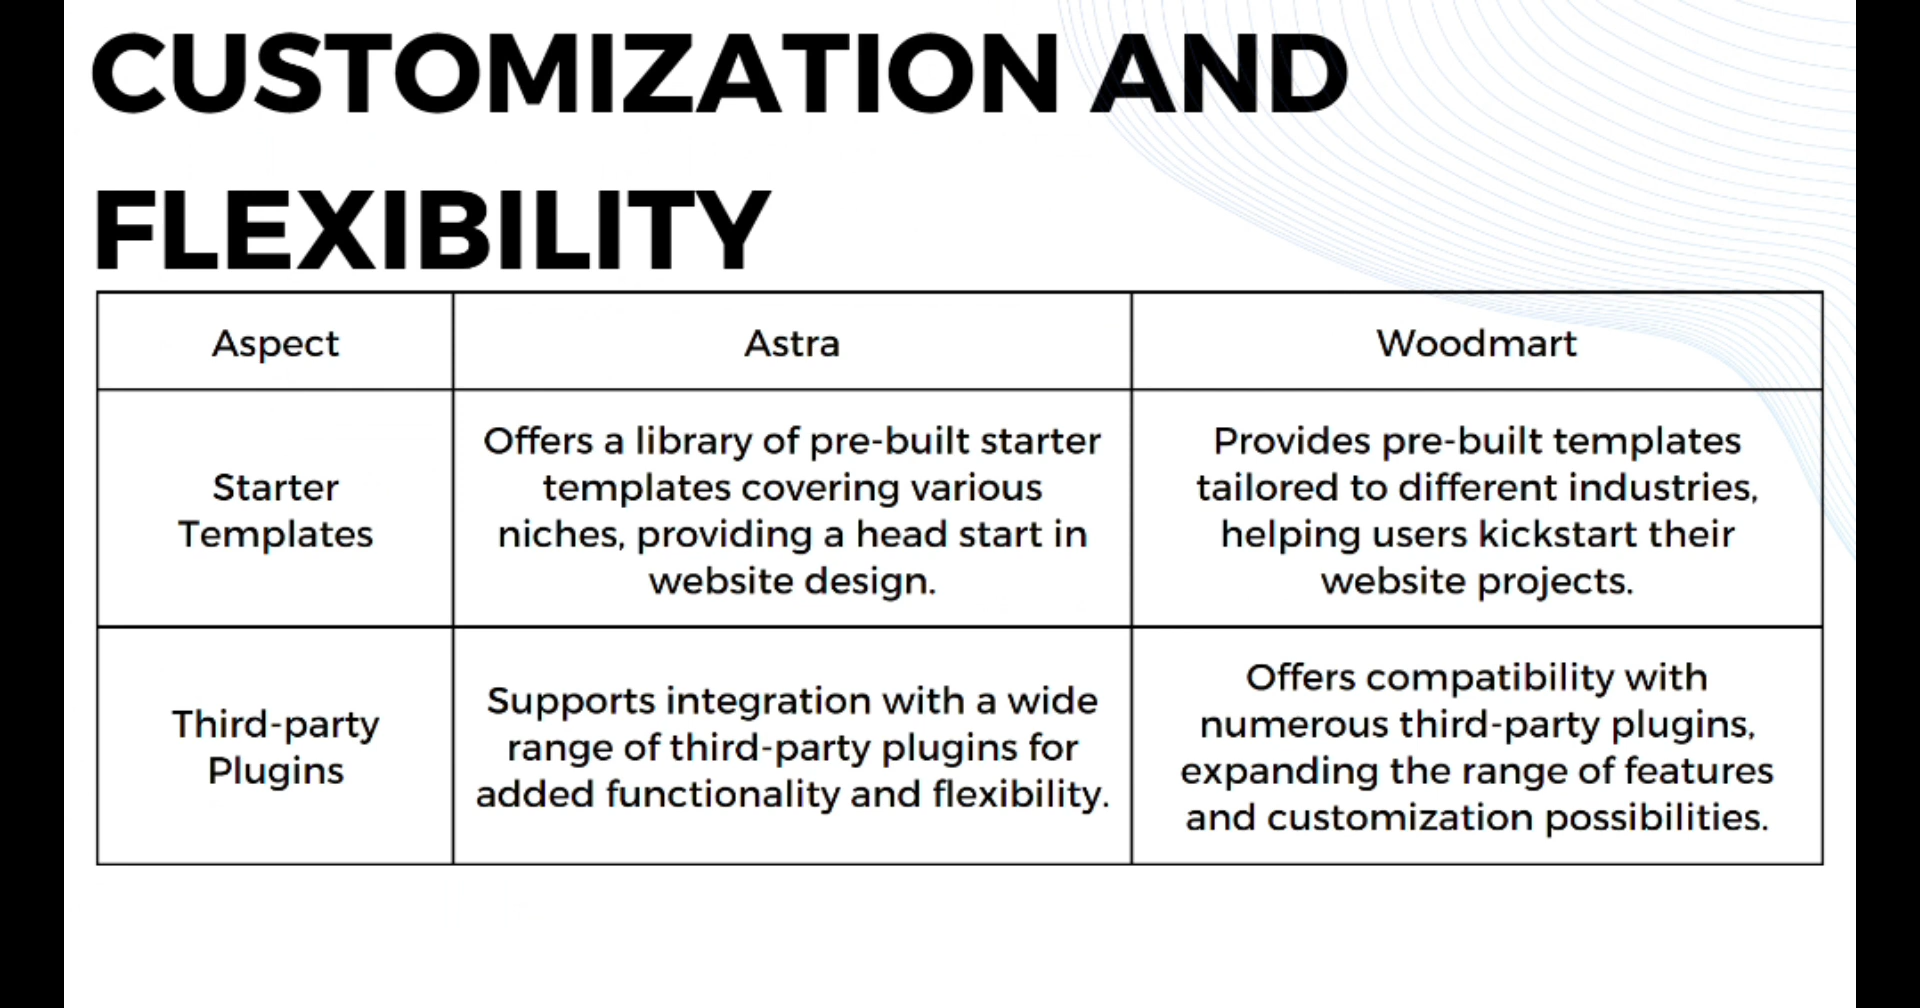 CUSTOMIZATION AND
FLEXIBILITY
Aspect
Astra
Woodmart
Starter
Templates
Offers a library of pre-built starter
templates covering various
niches, providing a head start in
website design.
Provides pre-built templates
tailored to different industries,
helping users kickstart their
website projects.
Third-party
Plugins
Supports integration with a wide
range of third-party plugins for
added functionality and flexibility.
Offers compatibility with
numerous third-party plugins,
expanding the range of features
and customization possibilities.